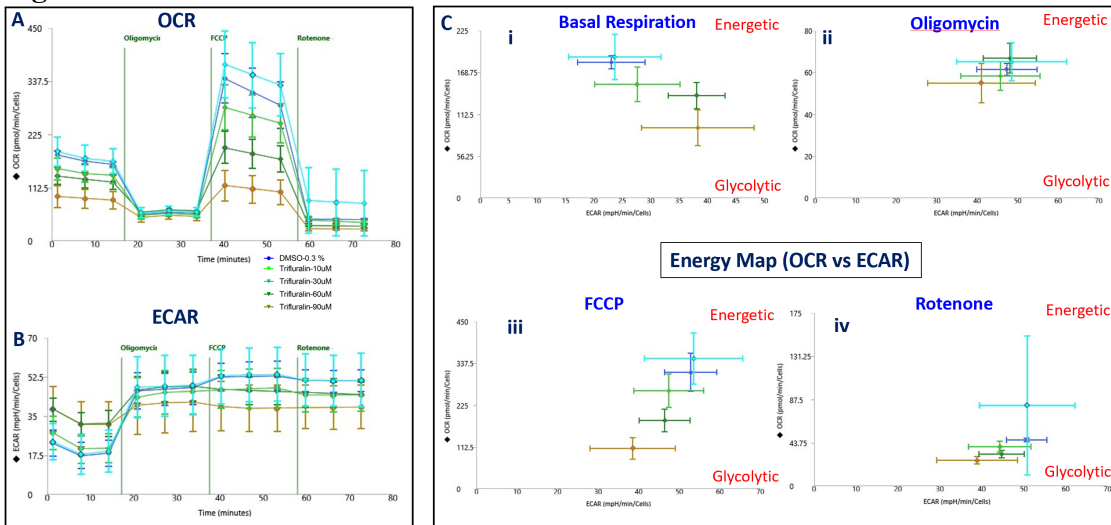 A
OCR
450
337.5
225
112.5
0
◆ OCR (pmol/min/Cells)
Oligomycin
FCCP
Rotenone
0 10 20 30 40 50 60 70 80
Time (minutes)
DMSO-0.3 %
Trifluralin-10uM
Trifluralin-30uM
Trifluralin-60uM
Trifluralin-90uM
B
ECAR
70
52.5
35
17.5
0
◆ ECAR (mpH/min/Cells)
Oligomycin
FCCP
Rotenone
0 10 20 30 40 50 60 70 80
Time (minutes)
C
i
Basal Respiration
Energetic
225
168.75
112.5
56.25
0
◆ OCR (pmol/min/Cells)
Glycolytic
0 5 10 15 20 25 30 35 40 45 50
ECAR (mpH/min/Cells)
ii
Oligomycin
Energetic
80
60
40
20
0
◆ OCR (pmol/min/Cells)
Glycolytic
0 10 20 30 40 50 60 70
ECAR (mpH/min/Cells)
Energy Map (OCR vs ECAR)
iii
FCCP
Energetic
450
337.5
225
112.5
0
◆ OCR (pmol/min/Cells)
Glycolytic
0 10 20 30 40 50 60 70
ECAR (mpH/min/Cells)
iv
Rotenone
Energetic
175
131.25
87.5
43.75
0
◆ OCR (pmol/min/Cells)
Glycolytic
0 10 20 30 40 50 60 70
ECAR (mpH/min/Cells)